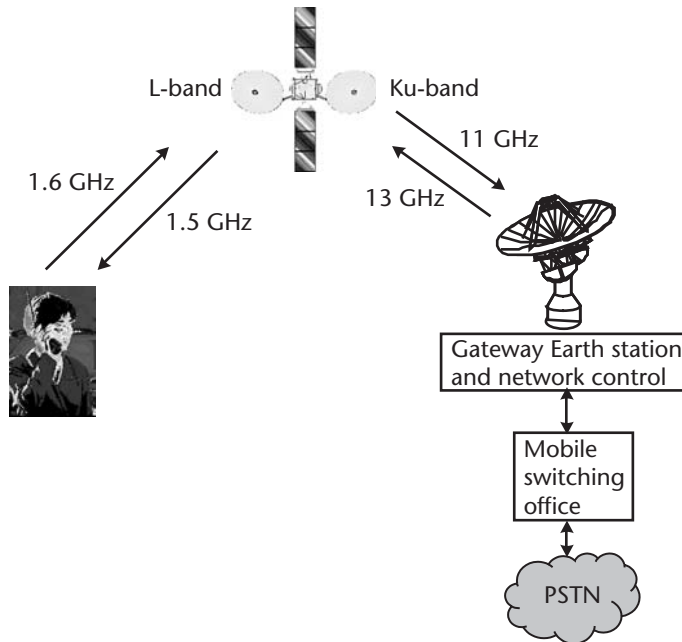 L-band
Ku-band
11 GHz
1.6 GHz
13 GHz
1.5 GHz
Gateway Earth station
and network control
Mobile
switching
office
PSTN